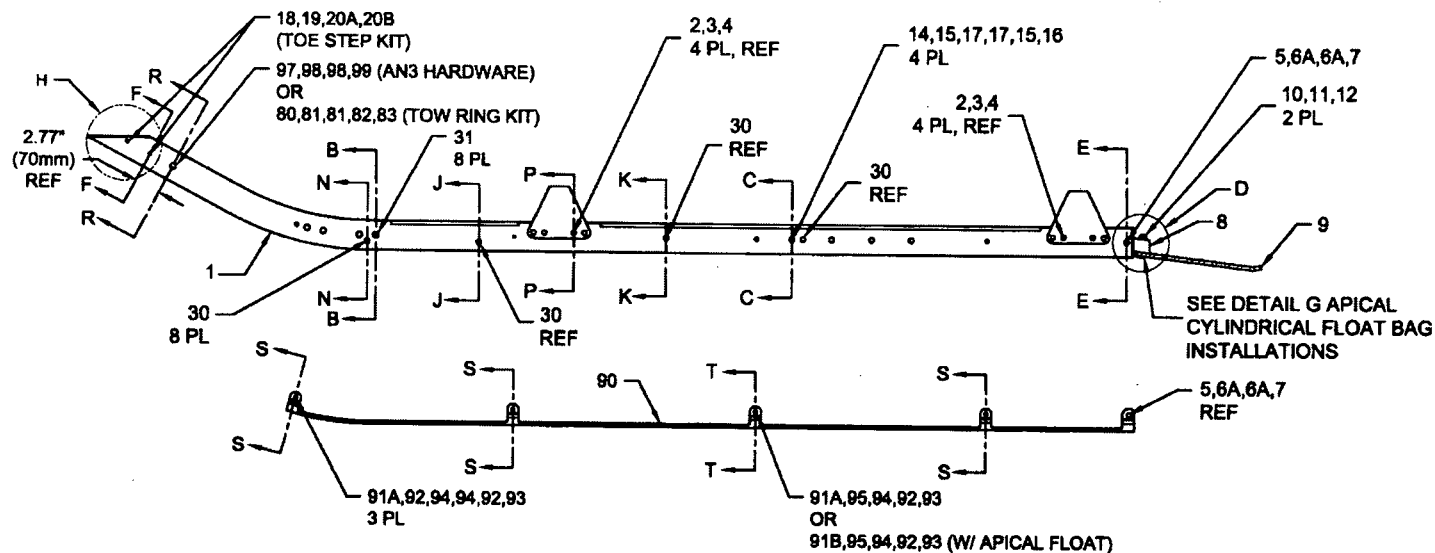 18,19,20A,20B
(TOE STEP KIT)
97,98,98,99 (AN3 HARDWARE)
OR
80,81,81,82,83 (TOW RING KIT)
H
R
F
2.77"
(70mm)
REF
F
R
1
31
8 PL
B
N
N
B
30
8 PL
J
J
30
REF
2,3,4
4 PL, REF
P
P
30
REF
K
K
14,15,17,17,15,16
4 PL
C
C
30
REF
2,3,4
4 PL, REF
5,6A,6A,7
10,11,12
2 PL
E
E
D
8
9
SEE DETAIL G APICAL
CYLINDRICAL FLOAT BAG
INSTALLATIONS
S
S
S
S
90
T
T
S
S
5,6A,6A,7
REF
91A,92,94,94,92,93
3 PL
91A,95,94,92,93
OR
91B,95,94,92,93 (W/ APICAL FLOAT)